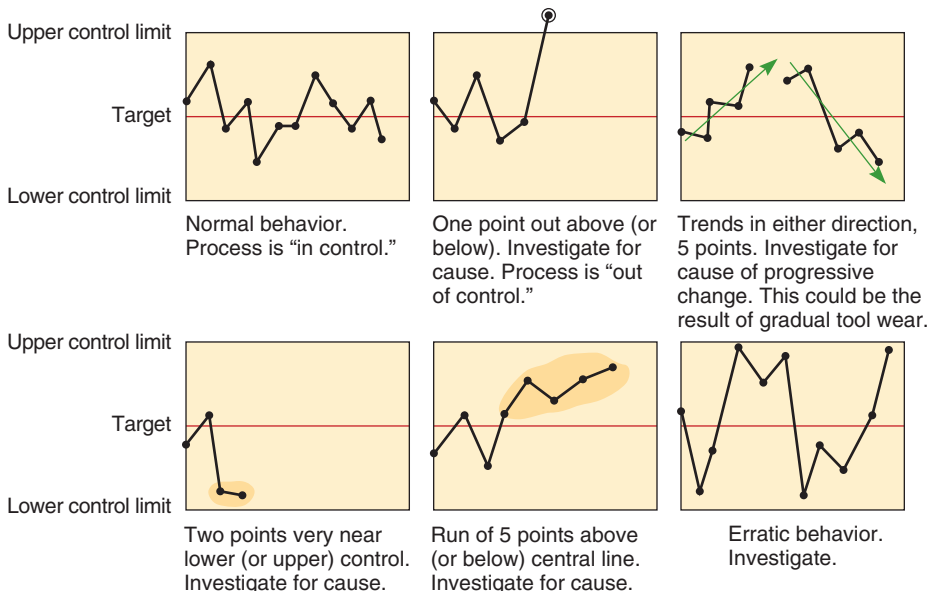 Upper control limit
Target
Lower control limit
Normal behavior.
Process is “in control.”
One point out above (or
below). Investigate for
cause. Process is “out
of control.”
Trends in either direction,
5 points. Investigate for
cause of progressive
change. This could be the
result of gradual tool wear.
Upper control limit
Target
Lower control limit
Two points very near
lower (or upper) control.
Investigate for cause.
Run of 5 points above
(or below) central line.
Investigate for cause.
Erratic behavior.
Investigate.